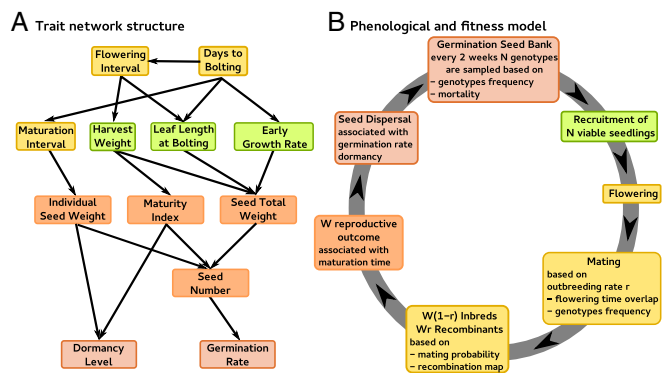 A Trait network structure
Flowering
Interval
Days to
Bolting
Maturation
Interval
Harvest
Weight
Leaf Length
at Bolting
Early
Growth Rate
Individual
Seed Weight
Maturity
Index
Seed Total
Weight
Seed
Number
Dormancy
Level
Germination
Rate
B Phenological and fitness model
Germination Seed Bank
every 2 weeks N genotypes
are sampled based on
- genotypes frequency
- mortality
Recruitment of
N viable seedlings
Flowering
Mating
based on
outbreeding rate r
- flowering time overlap
- genotypes frequency
W(1-r) Inbreds
Wr Recombinants
based on
- mating probability
- recombination map
W reproductive
outcome
associated with
maturation time
Seed Dispersal
associated with
germination rate
dormancy